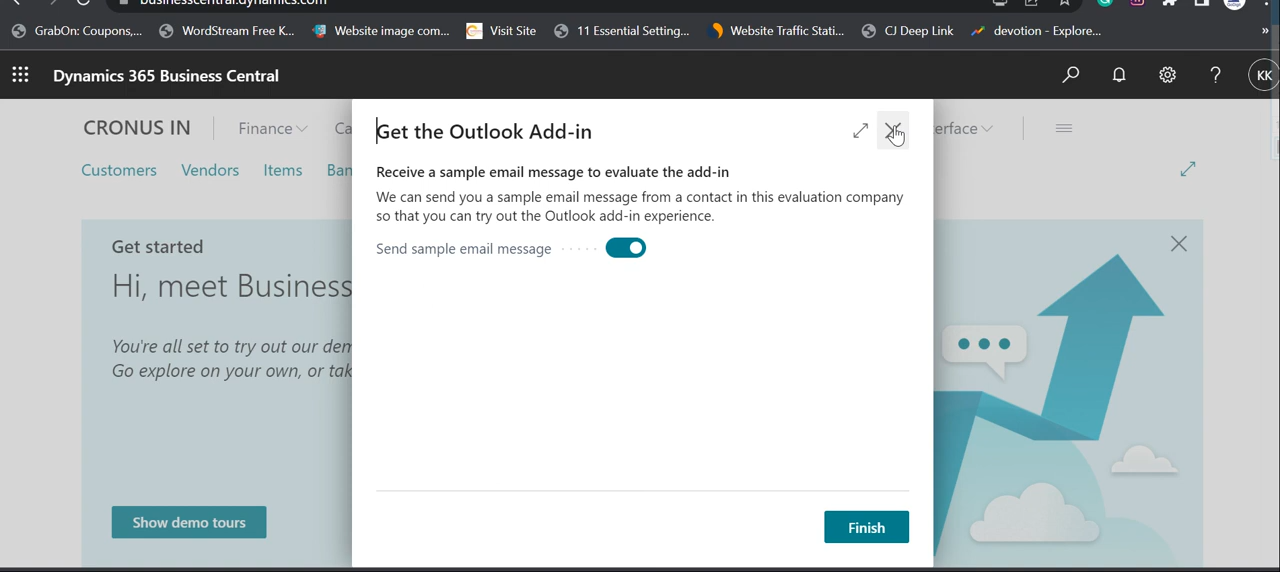 GrabOn: Coupons,... WordStream Free K... Website image com... Visit Site 11 Essential Setting... Website Traffic Stati... CJ Deep Link devotion - Explore... »
Dynamics 365 Business Central ? KK
CRONUS IN Finance Ca erface
Customers Vendors Items Ban
Get the Outlook Add-in
Receive a sample email message to evaluate the add-in
We can send you a sample email message from a contact in this evaluation company
so that you can try out the Outlook add-in experience.
Send sample email message
Finish
Get started
Hi, meet Business
You're all set to try out our dem
Go explore on your own, or tak
Show demo tours